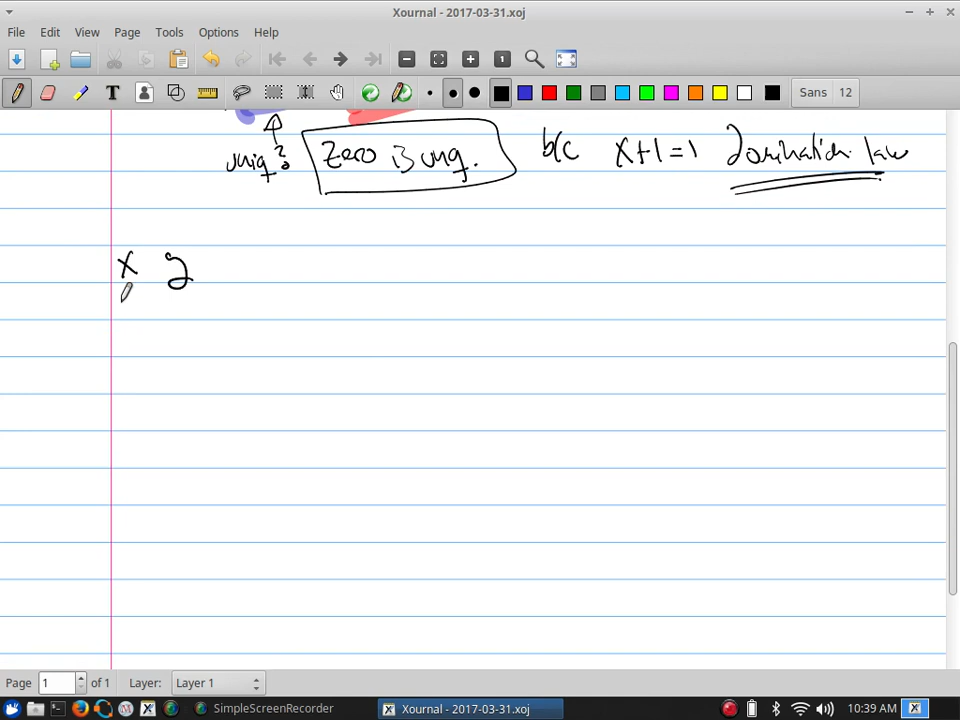 Xournal - 2017-03-31.xoj
File Edit View Page Tools Options Help
Sans 12
uniq? Zero is unq. b/c x+1=1 Domination law
x y
Page 1 of 1 Layer: Layer 1
SimpleScreenRecorder Xournal - 2017-03-31.xoj 10:39 AM